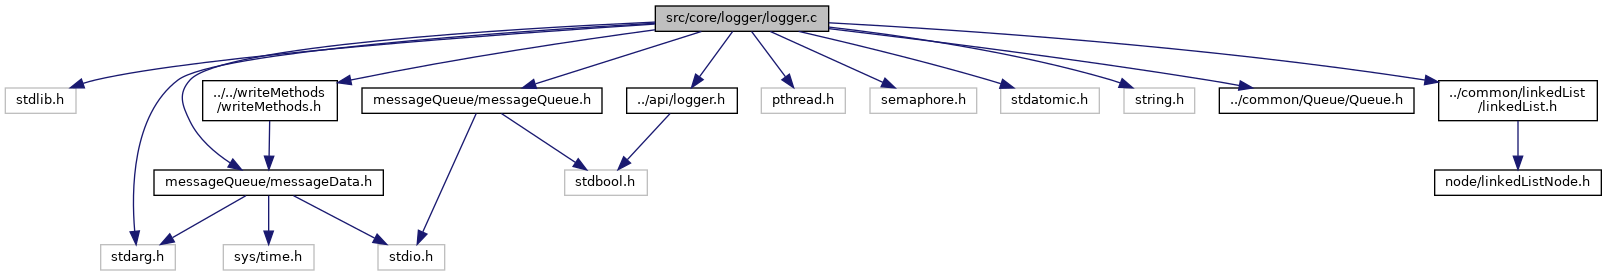 src/core/logger/logger.c
stdlib.h
../../writeMethods
/writeMethods.h
messageQueue/messageQueue.h
../api/logger.h
pthread.h
semaphore.h
stdatomic.h
string.h
../common/Queue/Queue.h
../common/linkedList
/linkedList.h
messageQueue/messageData.h
stdbool.h
node/linkedListNode.h
stdarg.h
sys/time.h
stdio.h